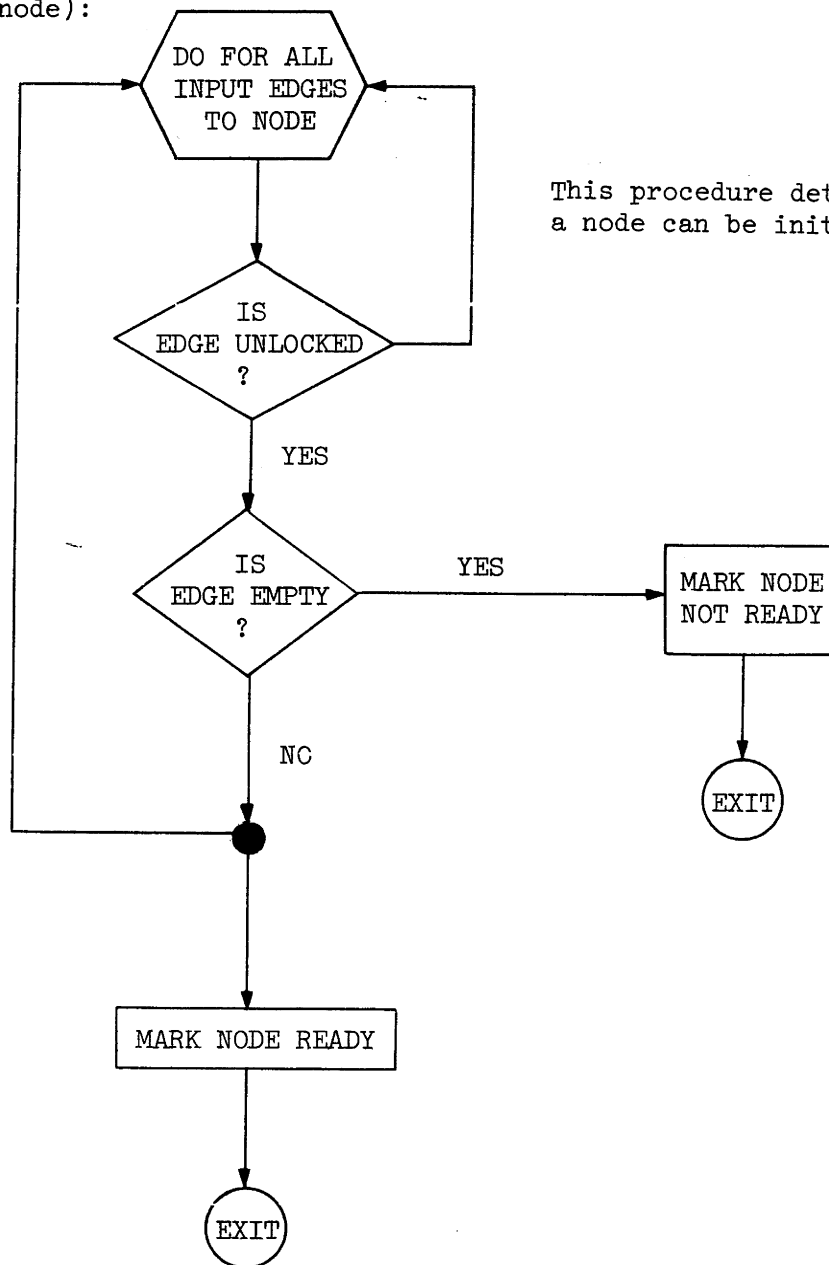 node):
DO FOR ALL
INPUT EDGES
TO NODE
This procedure det
a node can be init
IS
EDGE UNLOCKED
?
YES
IS
EDGE EMPTY
?
YES
MARK NODE
NOT READY
NO
EXIT
MARK NODE READY
EXIT